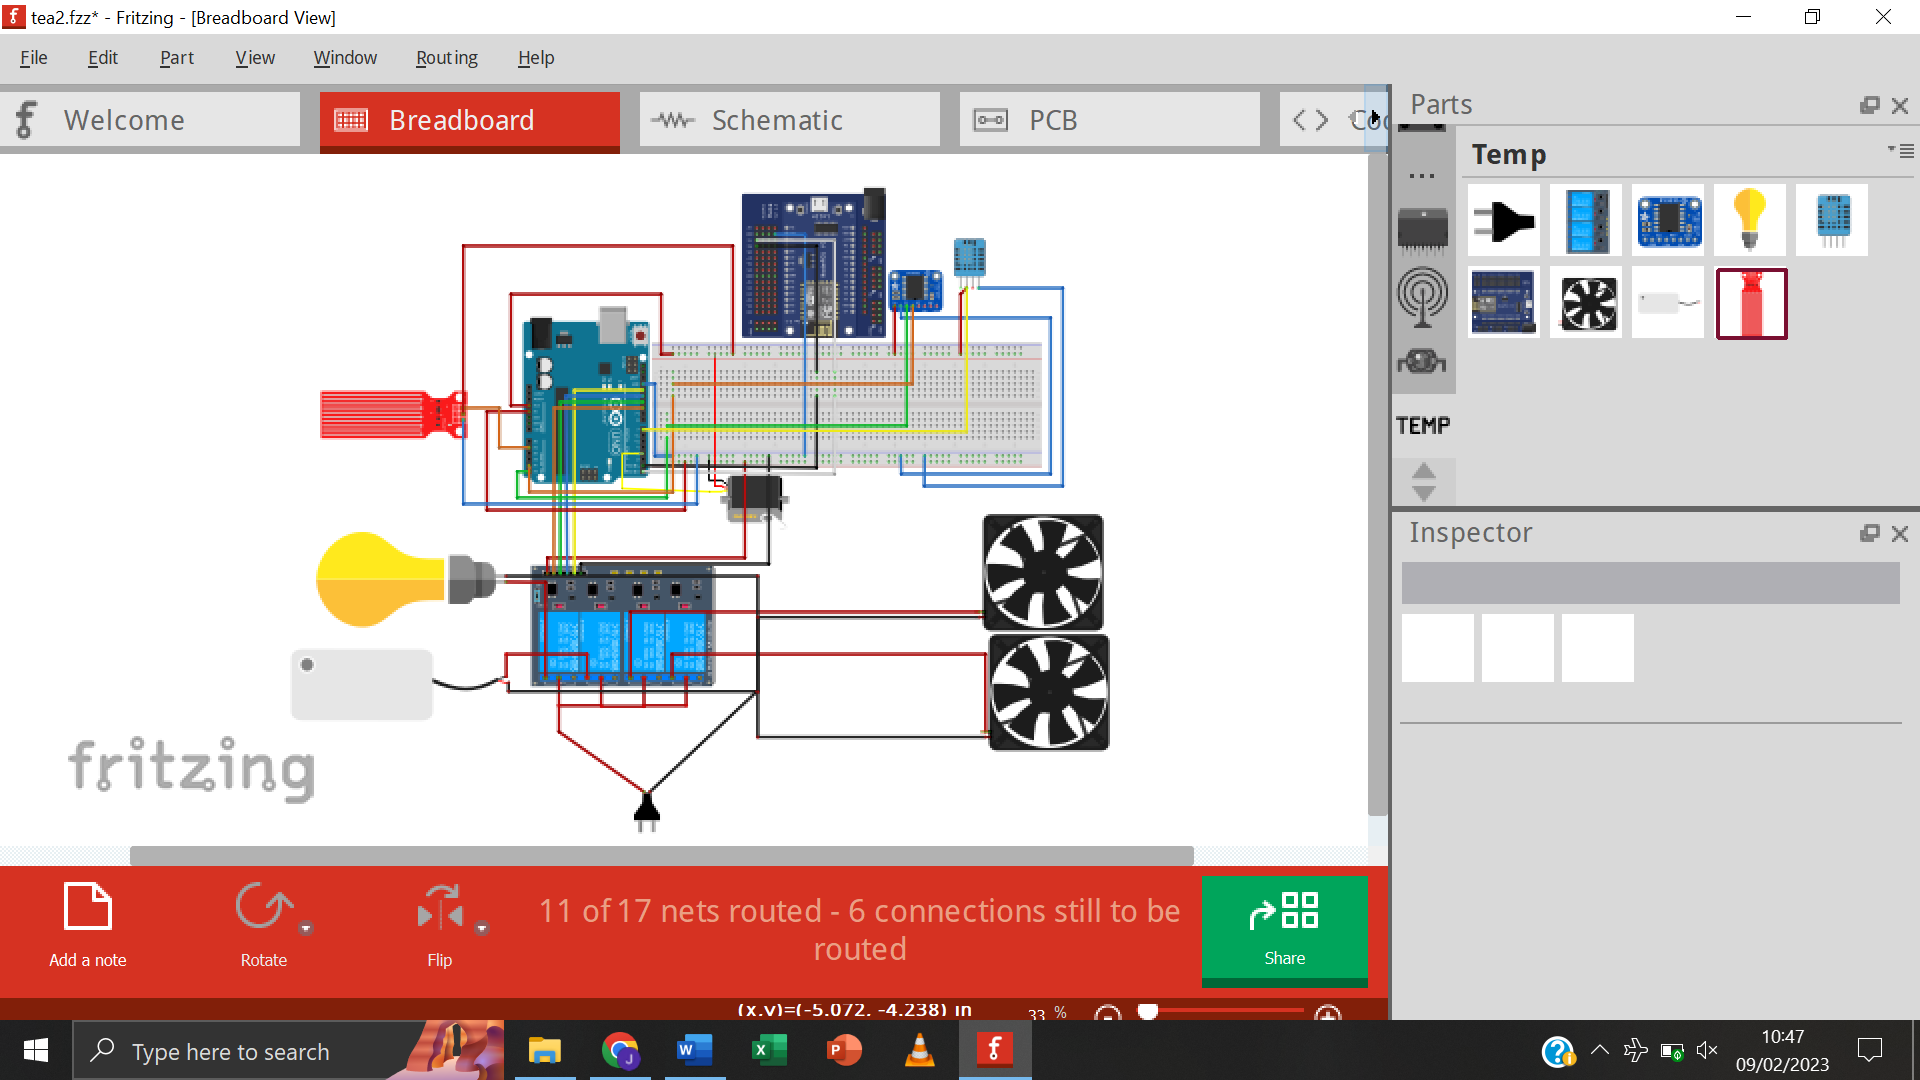 tea2.fzz* - Fritzing - [Breadboard View]
File Edit Part View Window Routing Help
Welcome
Breadboard
Schematic
PCB
Parts
Temp
TEMP
UNO
Inspector
fritzing
Add a note
Rotate
Flip
11 of 17 nets routed - 6 connections still to be
routed
Share
(x,y)=(-5.072, -4.238) in
33 %
Type here to search
10:47
09/02/2023